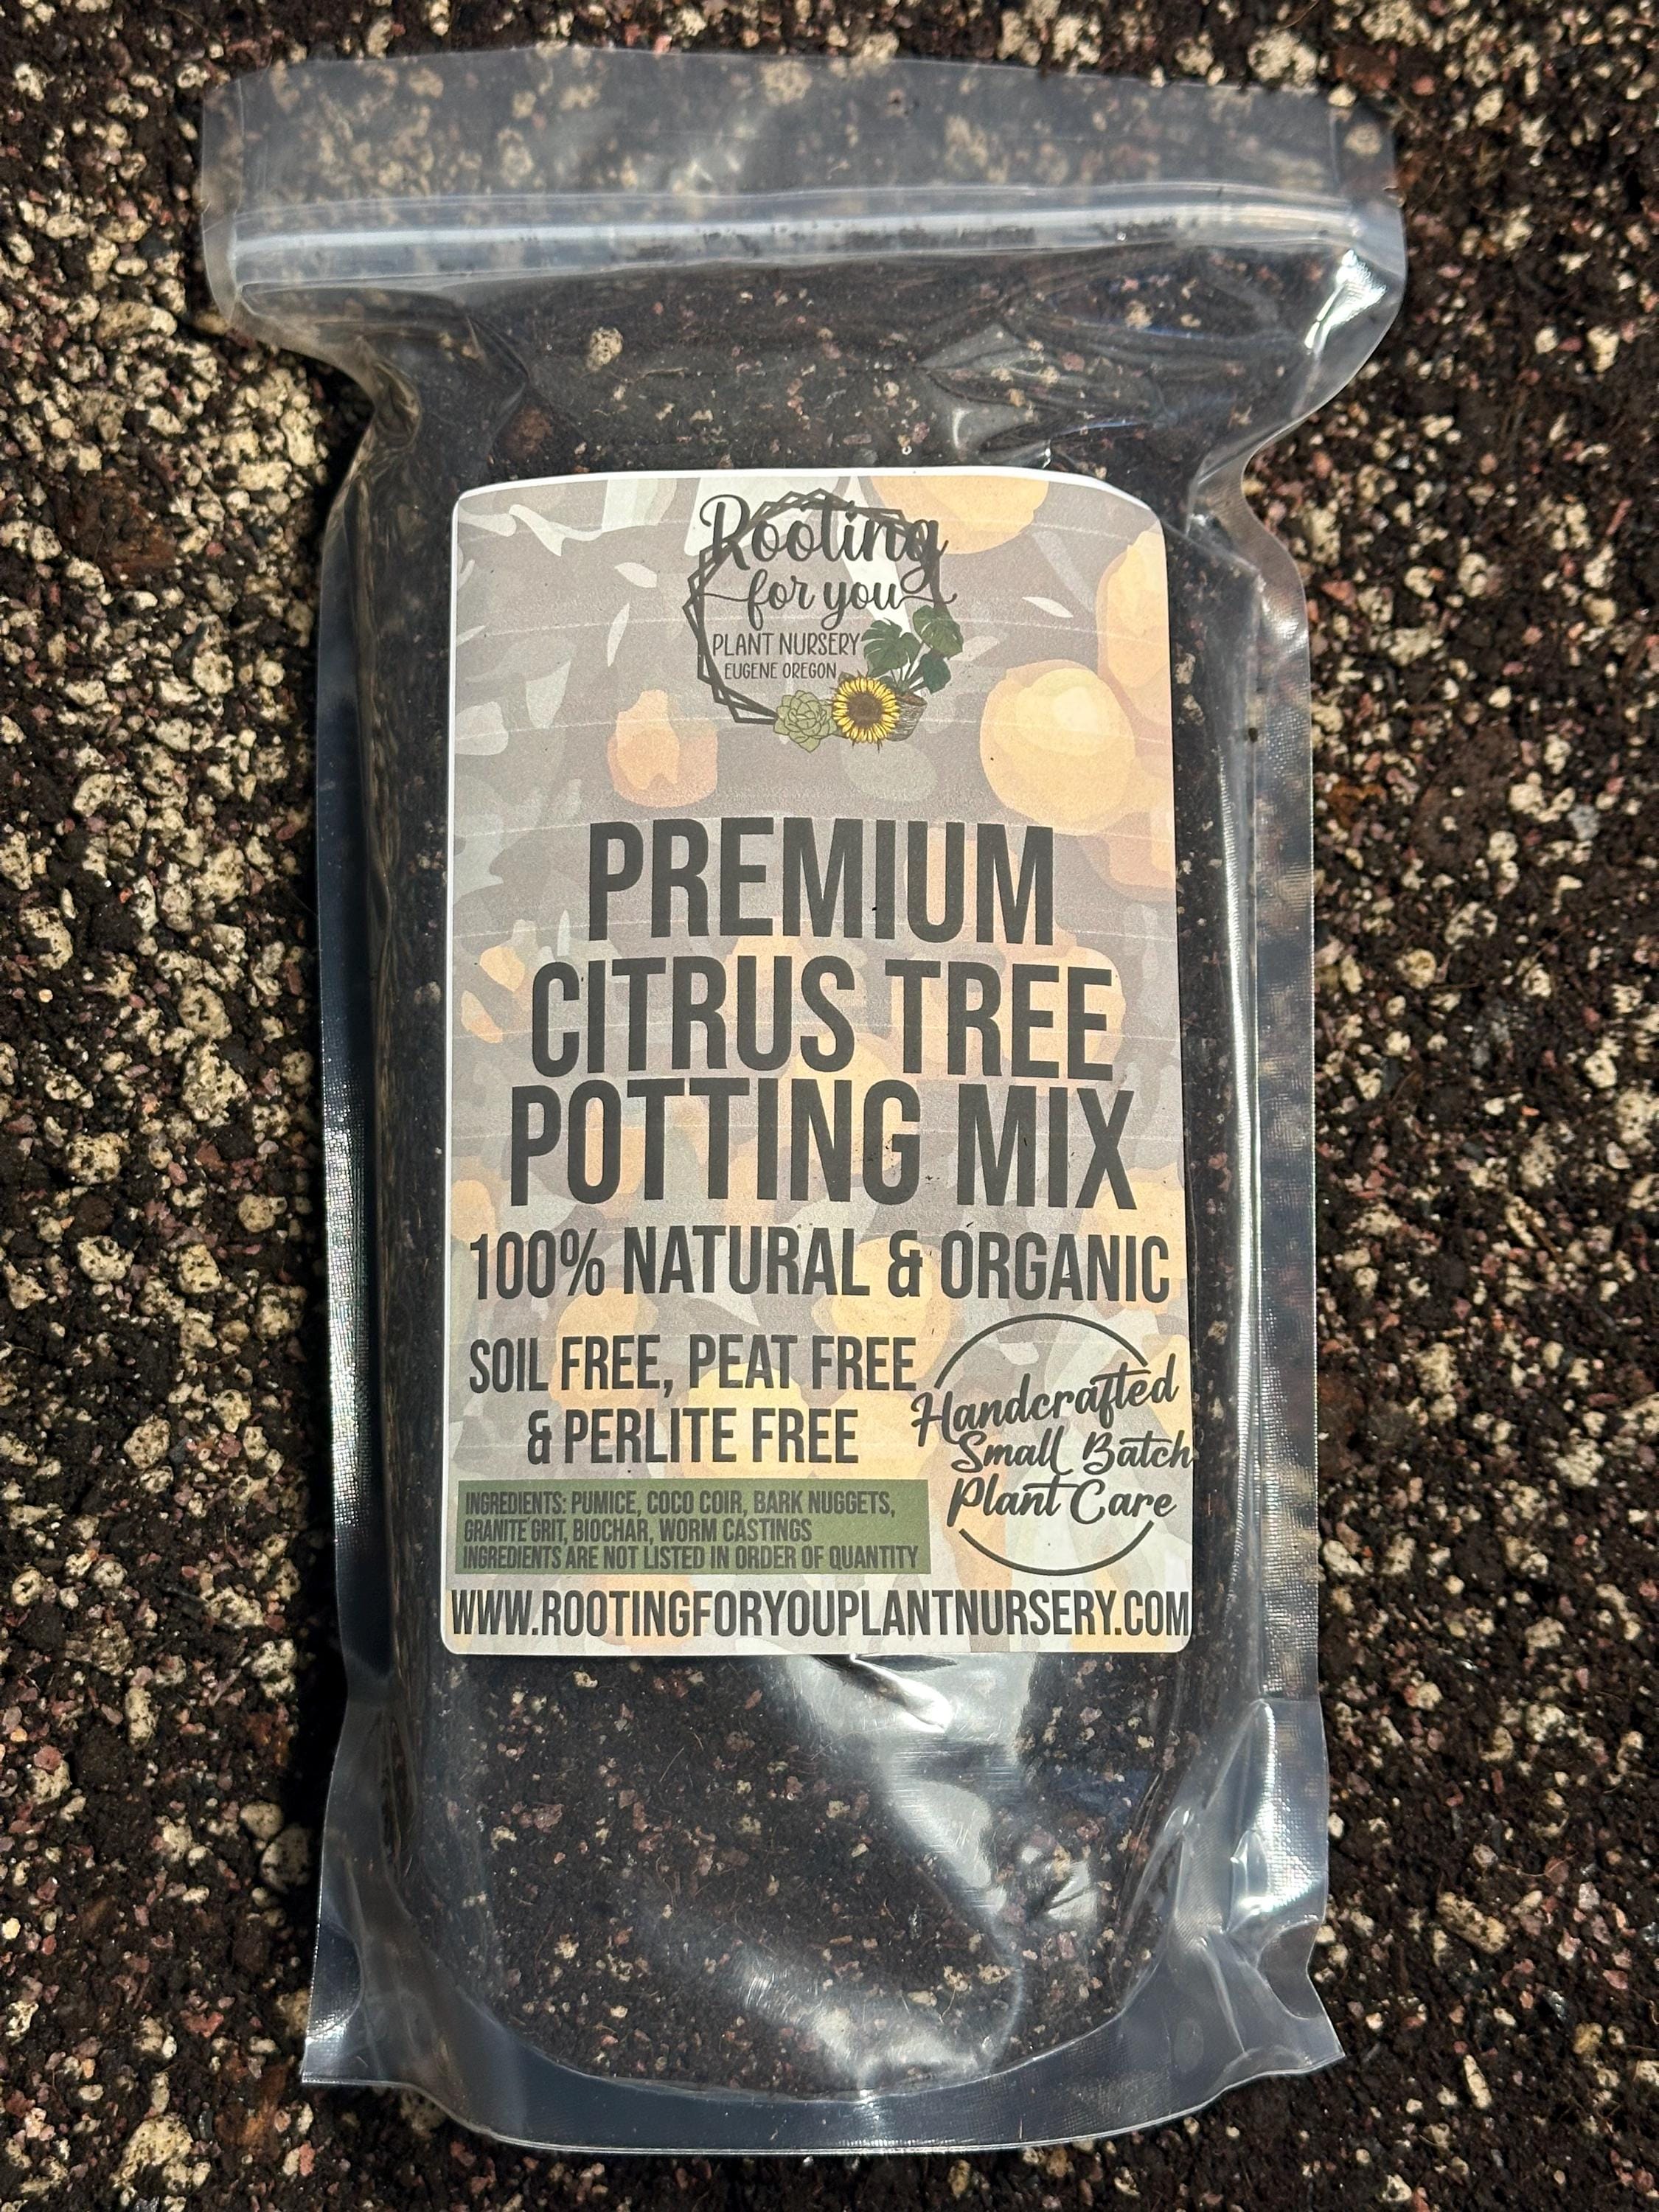 Rooting
for you
PLANT NURSERY
EUGENE OREGON
PREMIUM
CITRUS TREE
POTTING MIX
100% NATURAL & ORGANIC
SOIL FREE, PEAT FREE
& PERLITE FREE
Handcrafted
Small Batch
Plant Care
INGREDIENTS: PUMICE, COCO COIR, BARK NUGGETS,
GRANITE GRIT, BIOCHAR, WORM CASTINGS
INGREDIENTS ARE NOT LISTED IN ORDER OF QUANTITY
WWW.ROOTINGFORYOUPLANTNURSERY.COM